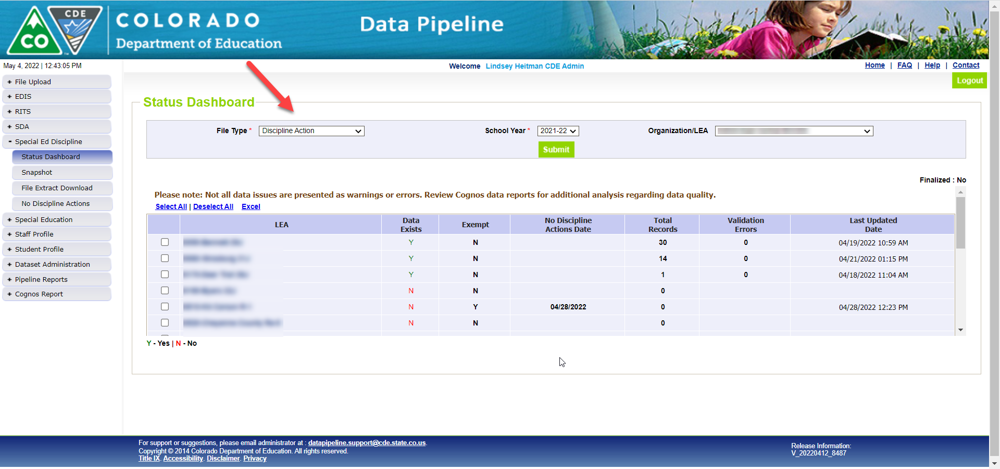 CO
CDE
COLORADO
Department of Education
Data Pipeline
May 4, 2022 | 12:43:05 PM
Welcome Lindsey Heitman CDE Admin
Home | FAQ | Help | Contact
Logout
+ File Upload
+ EDIS
+ RITS
+ SDA
- Special Ed Discipline
Status Dashboard
Snapshot
File Extract Download
No Discipline Actions
+ Special Education
+ Staff Profile
+ Student Profile
+ Dataset Administration
+ Pipeline Reports
+ Cognos Report
Status Dashboard
File Type * Discipline Action School Year * 2021-22 Organization/LEA
Submit
Finalized : No
Please note: Not all data issues are presented as warnings or errors. Review Cognos data reports for additional analysis regarding data quality.
Select All | Deselect All Excel
LEA Data Exists Exempt No Discipline Actions Date Total Records Validation Errors Last Updated Date
Y N 30 0 04/19/2022 10:59 AM
Y N 14 0 04/21/2022 01:15 PM
Y N 1 0 04/18/2022 11:04 AM
N N 0
N Y 04/28/2022 0 04/28/2022 12:23 PM
N N 0
Y - Yes | N - No
For support or suggestions, please email administrator at : datapipeline.support@cde.state.co.us.
Copyright © 2014 Colorado Department of Education. All rights reserved.
Title IX. Accessibility. Disclaimer. Privacy
Release Information:
V_20220412_8487